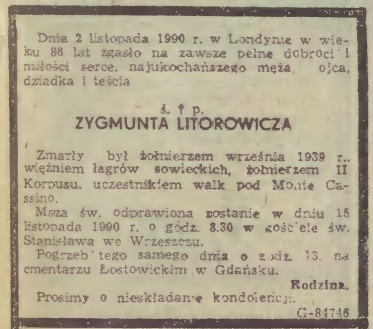 Dnia 2 listopada 1990 r. w Londynie w wie-
ku 86 lat zgasło na zawsze pełne dobroci i
miłości serce, najukochańszego męża, ojca,
dziadka i teścia
ś. † p.
ZYGMUNTA LITOROWICZA
Zmarły był żołnierzem września 1939 r.,
więźniem łagrów sowieckich, żołnierzem II
Korpusu, uczestnikiem walk pod Monte Ca-
ssino.
Msza św. odprawiona zostanie w dniu 15
listopada 1990 r. o godz. 8.30 w kościele św.
Stanisława we Wrzeszczu.
Pogrzeb tego samego dnia o godz. 13. na
cmentarzu Łostowickim w Gdańsku.
Rodzina.
Prosimy o nieskładanie kondolencji.
G-84746